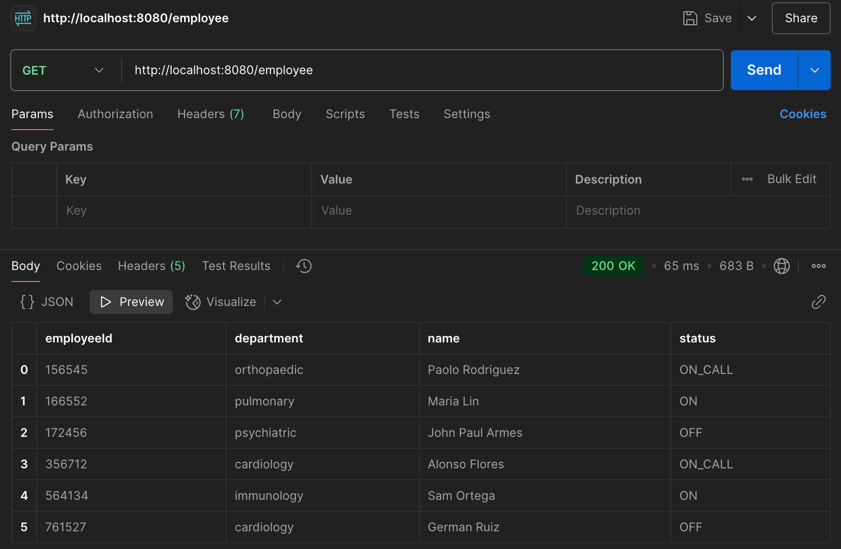 HTTP http://localhost:8080/employee Save Share
GET http://localhost:8080/employee Send
Params Authorization Headers (7) Body Scripts Tests Settings Cookies
Query Params
Key Value Description Bulk Edit
Key Value Description
Body Cookies Headers (5) Test Results 200 OK • 65 ms • 683 B •
{} JSON Preview Visualize
employeeId department name status
0 156545 orthopaedic Paolo Rodriguez ON_CALL
1 166552 pulmonary Maria Lin ON
2 172456 psychiatric John Paul Armes OFF
3 356712 cardiology Alonso Flores ON_CALL
4 564134 immunology Sam Ortega ON
5 761527 cardiology German Ruiz OFF